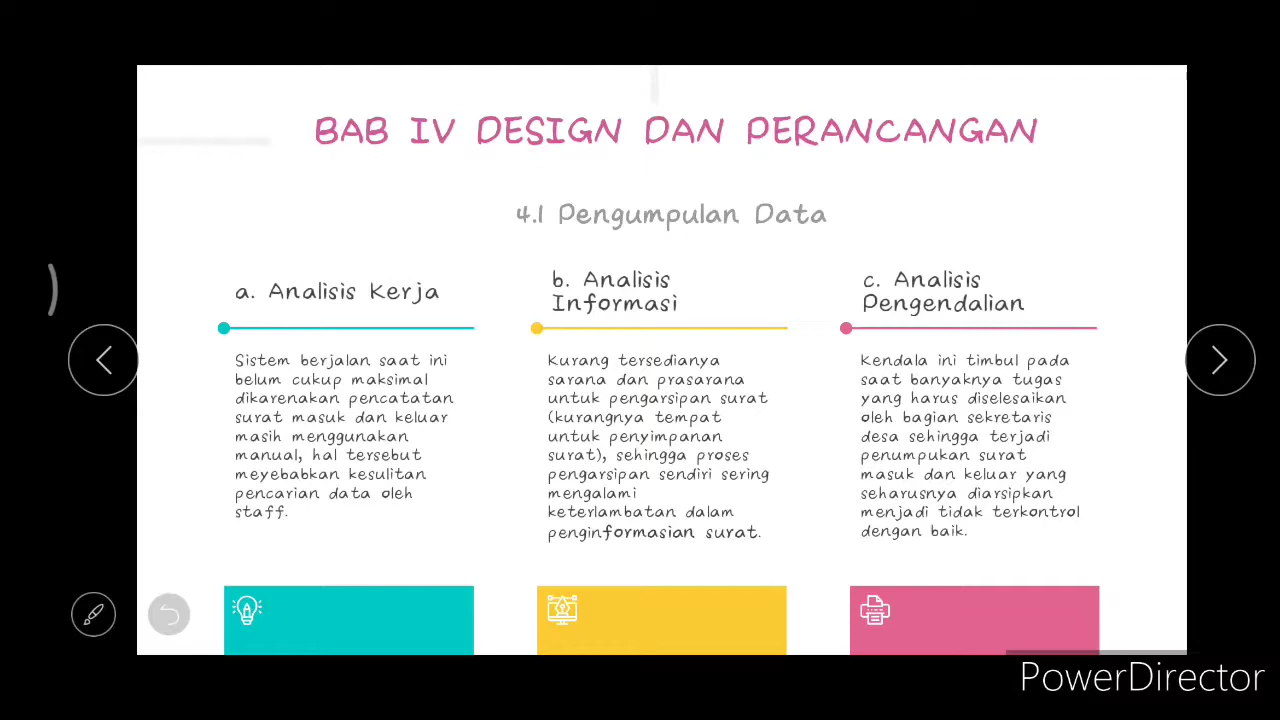 BAB IV DESIGN DAN PERANCANGAN
4.1 Pengumpulan Data
a. Analisis Kerja
Sistem berjalan saat ini
belum cukup maksimal
dikarenakan pencatatan
surat masuk dan keluar
masih menggunakan
manual, hal tersebut
meyebabkan kesulitan
pencarian data oleh
staff.
b. Analisis
Informasi
Kurang tersedianya
sarana dan prasarana
untuk pengarsipan surat
(kurangnya tempat
untuk penyimpanan
surat), sehingga proses
pengarsipan sendiri sering
mengalami
keterlambatan dalam
penginformasian surat.
c. Analisis
Pengendalian
Kendala ini timbul pada
saat banyaknya tugas
yang harus diselesaikan
oleh bagian sekretaris
desa sehingga terjadi
penumpukan surat
masuk dan keluar yang
seharusnya diarsipkan
menjadi tidak terkontrol
dengan baik.
PowerDirector